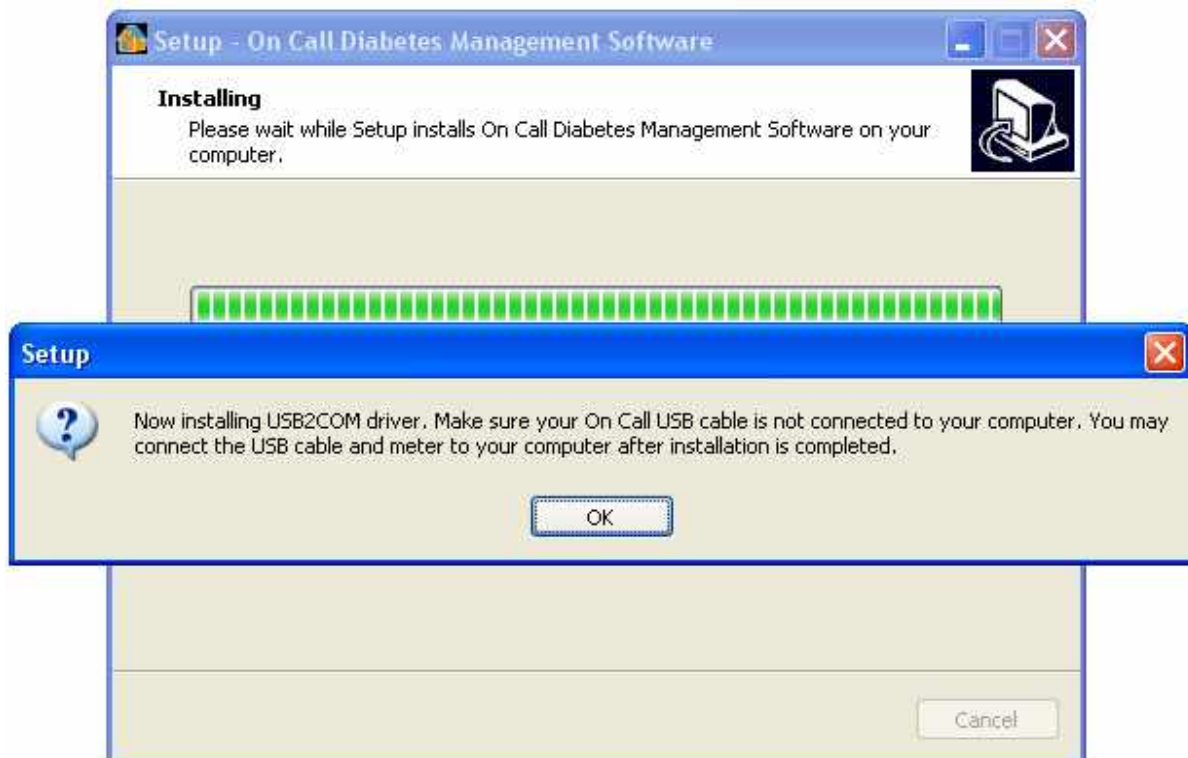 Setup - On Call Diabetes Management Software
Installing
Please wait while Setup installs On Call Diabetes Management Software on your
computer.
Setup
Now installing USB2COM driver. Make sure your On Call USB cable is not connected to your computer. You may
connect the USB cable and meter to your computer after installation is completed.
OK
Cancel